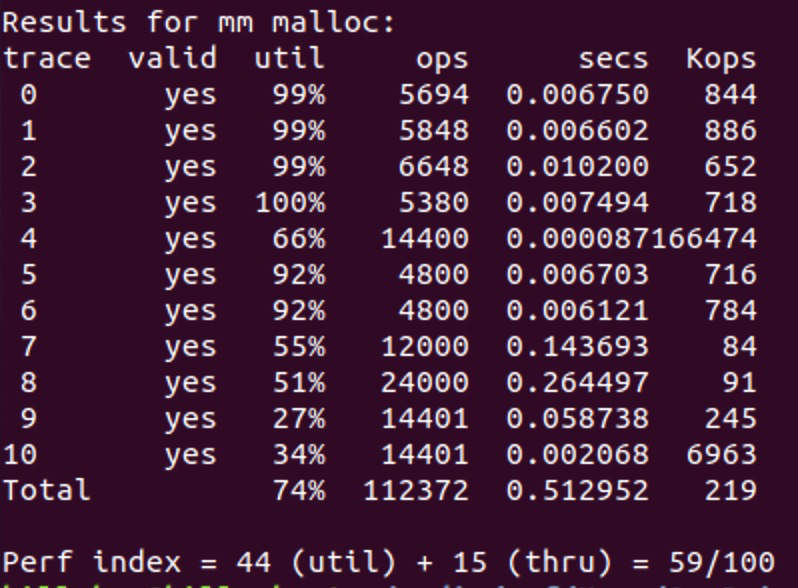 Results for mm malloc:
trace valid util ops secs Kops
0 yes 99% 5694 0.006750 844
1 yes 99% 5848 0.006602 886
2 yes 99% 6648 0.010200 652
3 yes 100% 5380 0.007494 718
4 yes 66% 14400 0.000087166474
5 yes 92% 4800 0.006703 716
6 yes 92% 4800 0.006121 784
7 yes 55% 12000 0.143693 84
8 yes 51% 24000 0.264497 91
9 yes 27% 14401 0.058738 245
10 yes 34% 14401 0.002068 6963
Total 74% 112372 0.512952 219
Perf index = 44 (util) + 15 (thru) = 59/100